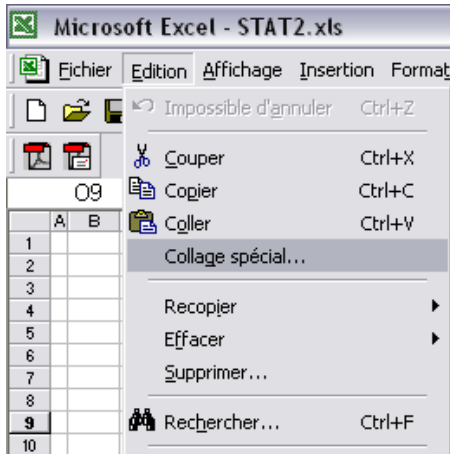 Microsoft Excel - STAT2.xls
Fichier Edition Affichage Insertion Format
Impossible d'annuler Ctrl+Z
Couper Ctrl+X
O9
Copier Ctrl+C
A B
Coller Ctrl+V
1
Collage spécial...
2
3
4
Recopier
5
Effacer
6
7
Supprimer...
8
9
Rechercher... Ctrl+F
10